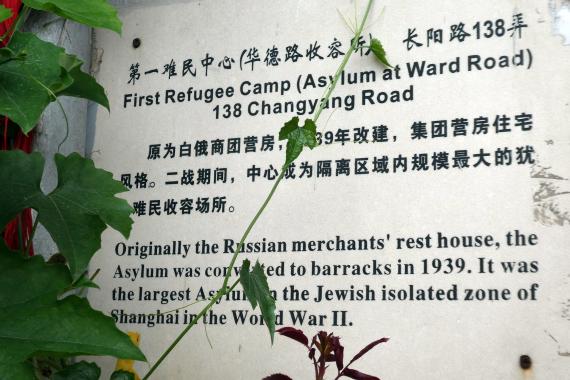 第一难民中心(华德路收容所) 长阳路138弄
First Refugee Camp (Asylum at Ward Road)
138 Changyang Road
原为白俄商团营房, 39年改建，集团营房住宅
风格。二战期间，中心成为隔离区域内规模最大的犹
难民收容场所。
Originally the Russian merchants' rest house, the
Asylum was converted to barracks in 1939. It was
the largest Asylum in the Jewish isolated zone of
Shanghai in the World War II.